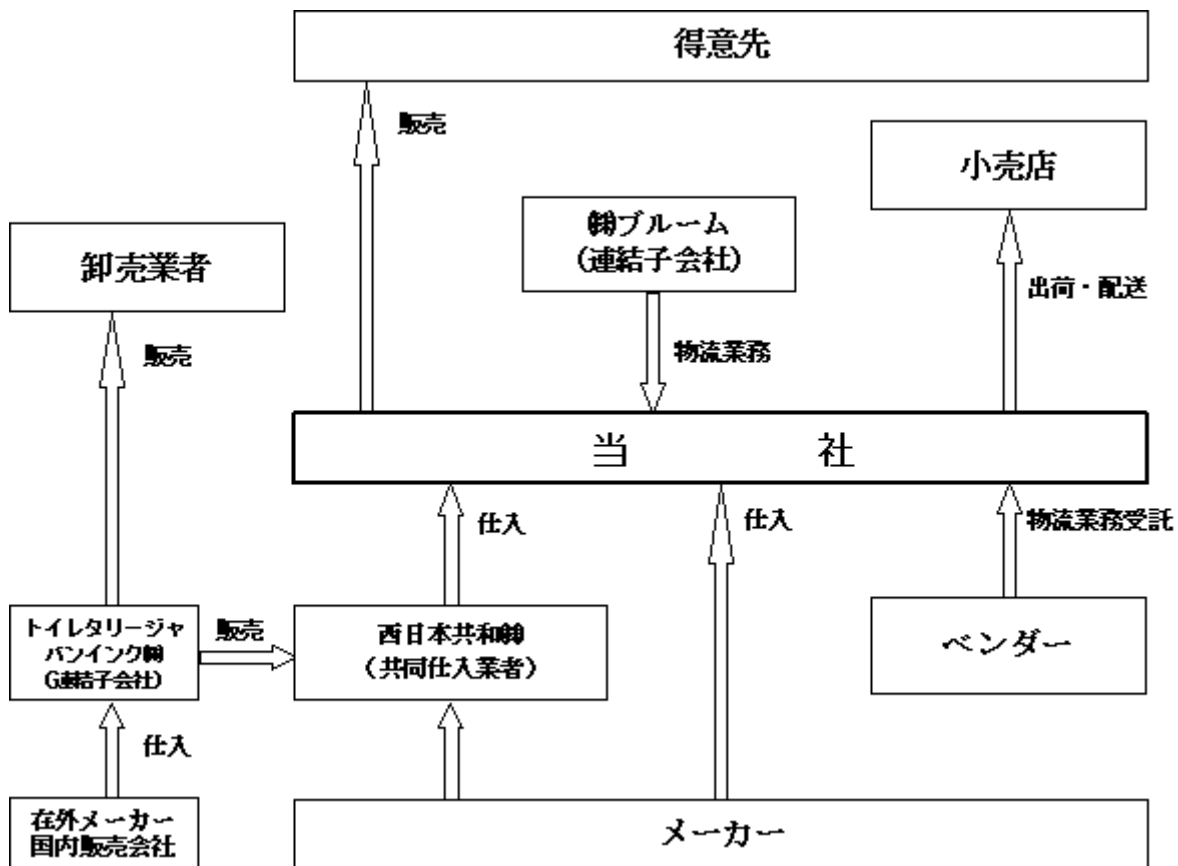 得意先
販売
小売店
㈱ブルーム
(連結子会社)
卸売業者
出荷・配送
販売
物流業務
当 社
仕入
仕入
物流業務受託
トイレタリージャ
パンインク㈱
(連結子会社)
販売
西日本共和㈱
(共同仕入業者)
ベンダー
仕入
在外メーカー
国内販売会社
メーカー